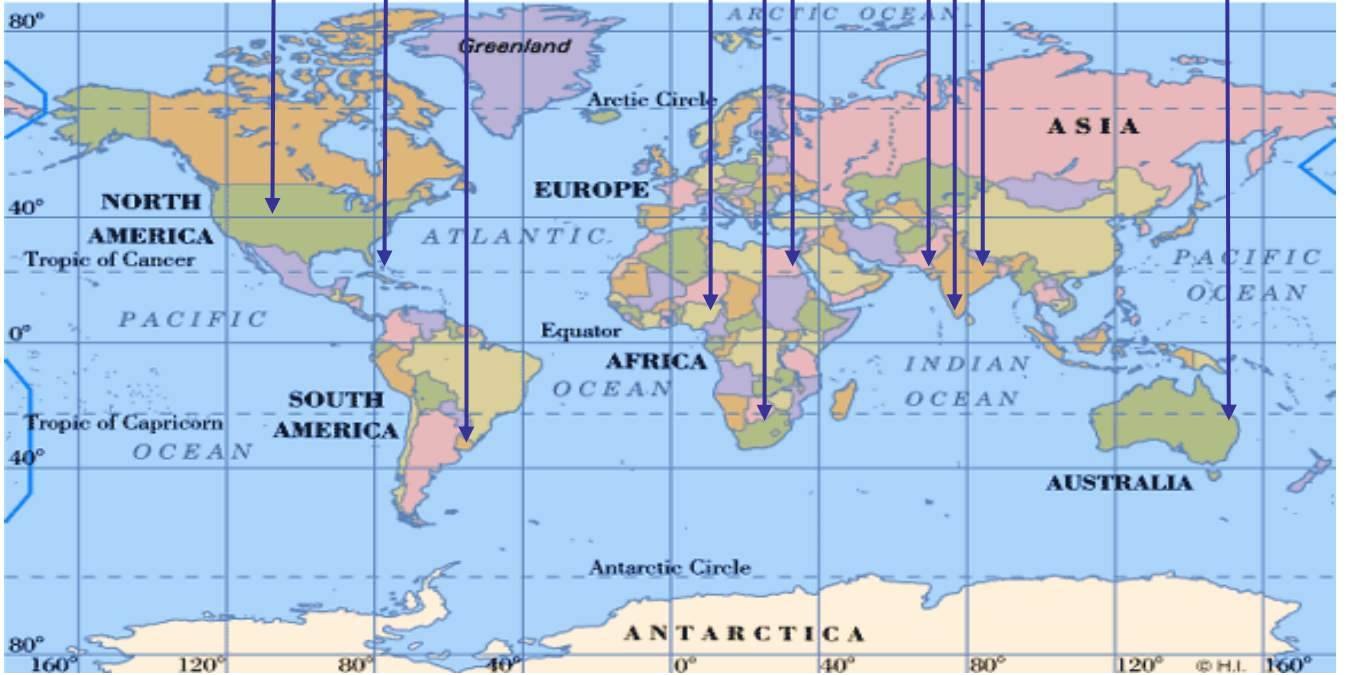 80°
ARCTIC OCEAN
Greenland
Arctic Circle
ASIA
NORTH
AMERICA
EUROPE
40°
ATLANTIC
Tropic of Cancer
PACIFIC
OCEAN
PACIFIC
Equator
0°
AFRICA
INDIAN
OCEAN
OCEAN
SOUTH
AMERICA
Tropic of Capricorn
OCEAN
40°
AUSTRALIA
Antarctic Circle
ANTARCTICA
80°
160° 120° 80° 40° 0° 40° 80° 120° © H.I. 160°